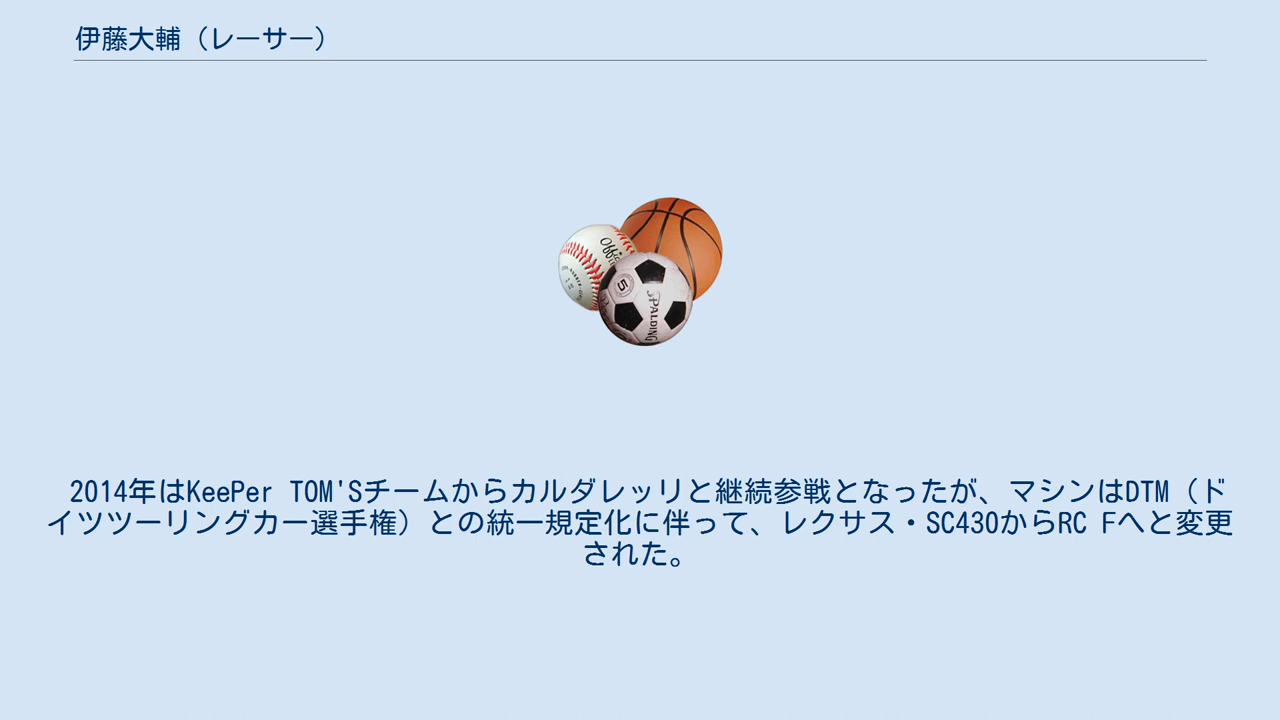 伊藤大輔（レーサー）
Offic
5
SPALDING
2014年はKeePer TOM'Sチームからカルダレッリと継続参戦となったが、マシンはDTM（ド
イツツーリングカー選手権）との統一規定化に伴って、レクサス・SC430からRC Fへと変更
された。